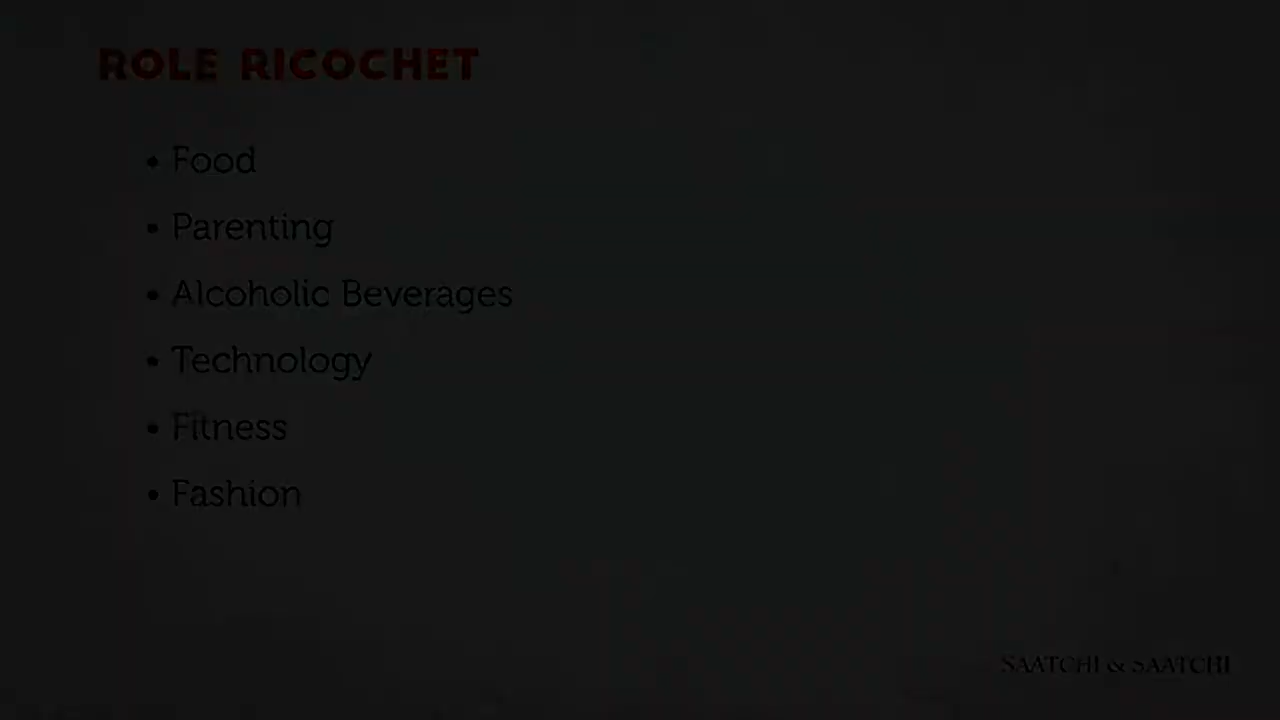 ROLE RICOCHET
• Food
• Parenting
• Alcoholic Beverages
• Technology
• Fitness
• Fashion
SAATCHI & SAATCHI